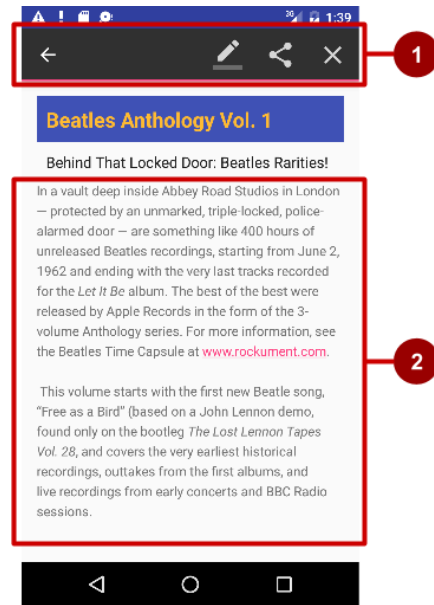 3G 1:39
1
Beatles Anthology Vol. 1
Behind That Locked Door: Beatles Rarities!
In a vault deep inside Abbey Road Studios in London
— protected by an unmarked, triple-locked, police-
alarmed door — are something like 400 hours of
unreleased Beatles recordings, starting from June 2,
1962 and ending with the very last tracks recorded
for the Let It Be album. The best of the best were
released by Apple Records in the form of the 3-
volume Anthology series. For more information, see
the Beatles Time Capsule at www.rockument.com.
2
This volume starts with the first new Beatle song,
“Free as a Bird” (based on a John Lennon demo,
found only on the bootleg The Lost Lennon Tapes
Vol. 28, and covers the very earliest historical
recordings, outtakes from the first albums, and
live recordings from early concerts and BBC Radio
sessions.